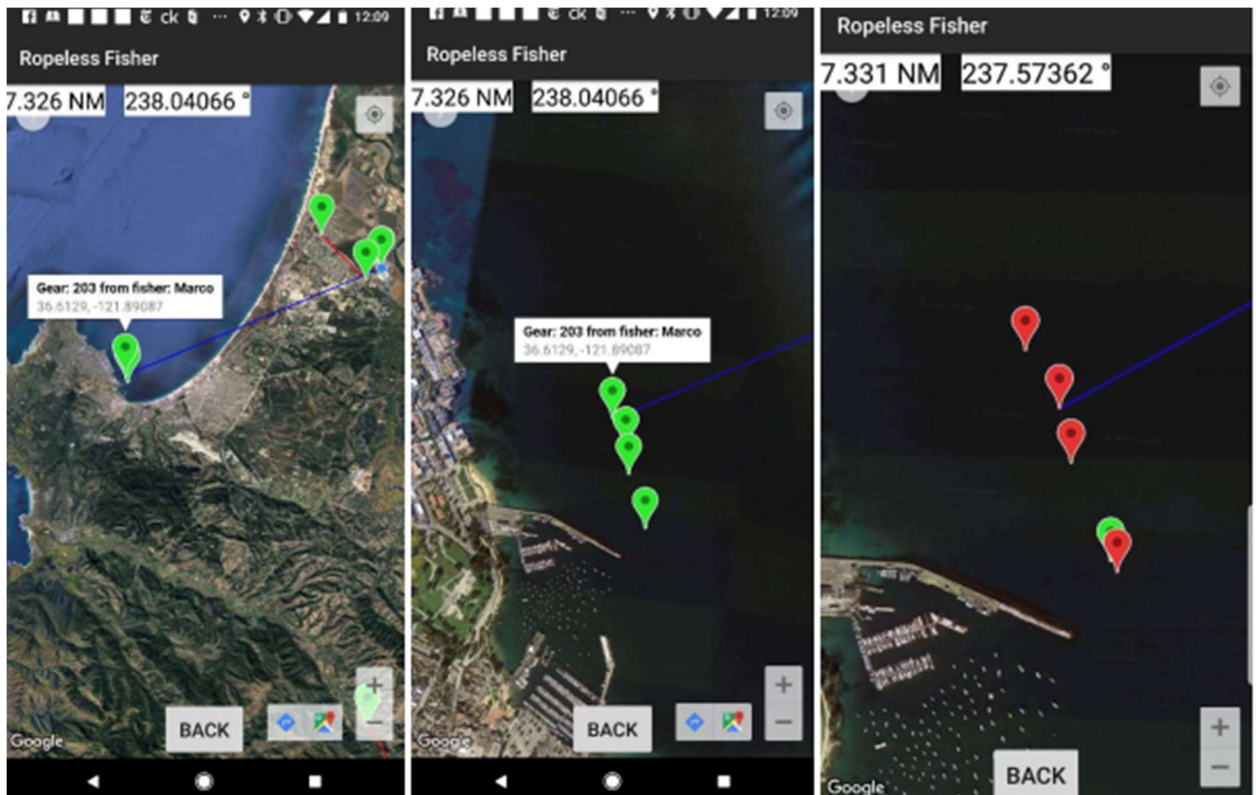 ck ... 12:09
Ropeless Fisher
7.326 NM 238.04066 °
Gear: 203 from fisher: Marco
36.6129, -121.89087
+
−
BACK
Google
ck ... 12:09
Ropeless Fisher
7.326 NM 238.04066 °
Gear: 203 from fisher: Marco
36.6129, -121.89087
+
−
BACK
Google
Ropeless Fisher
7.331 NM 237.57362 °
+
−
BACK
Google